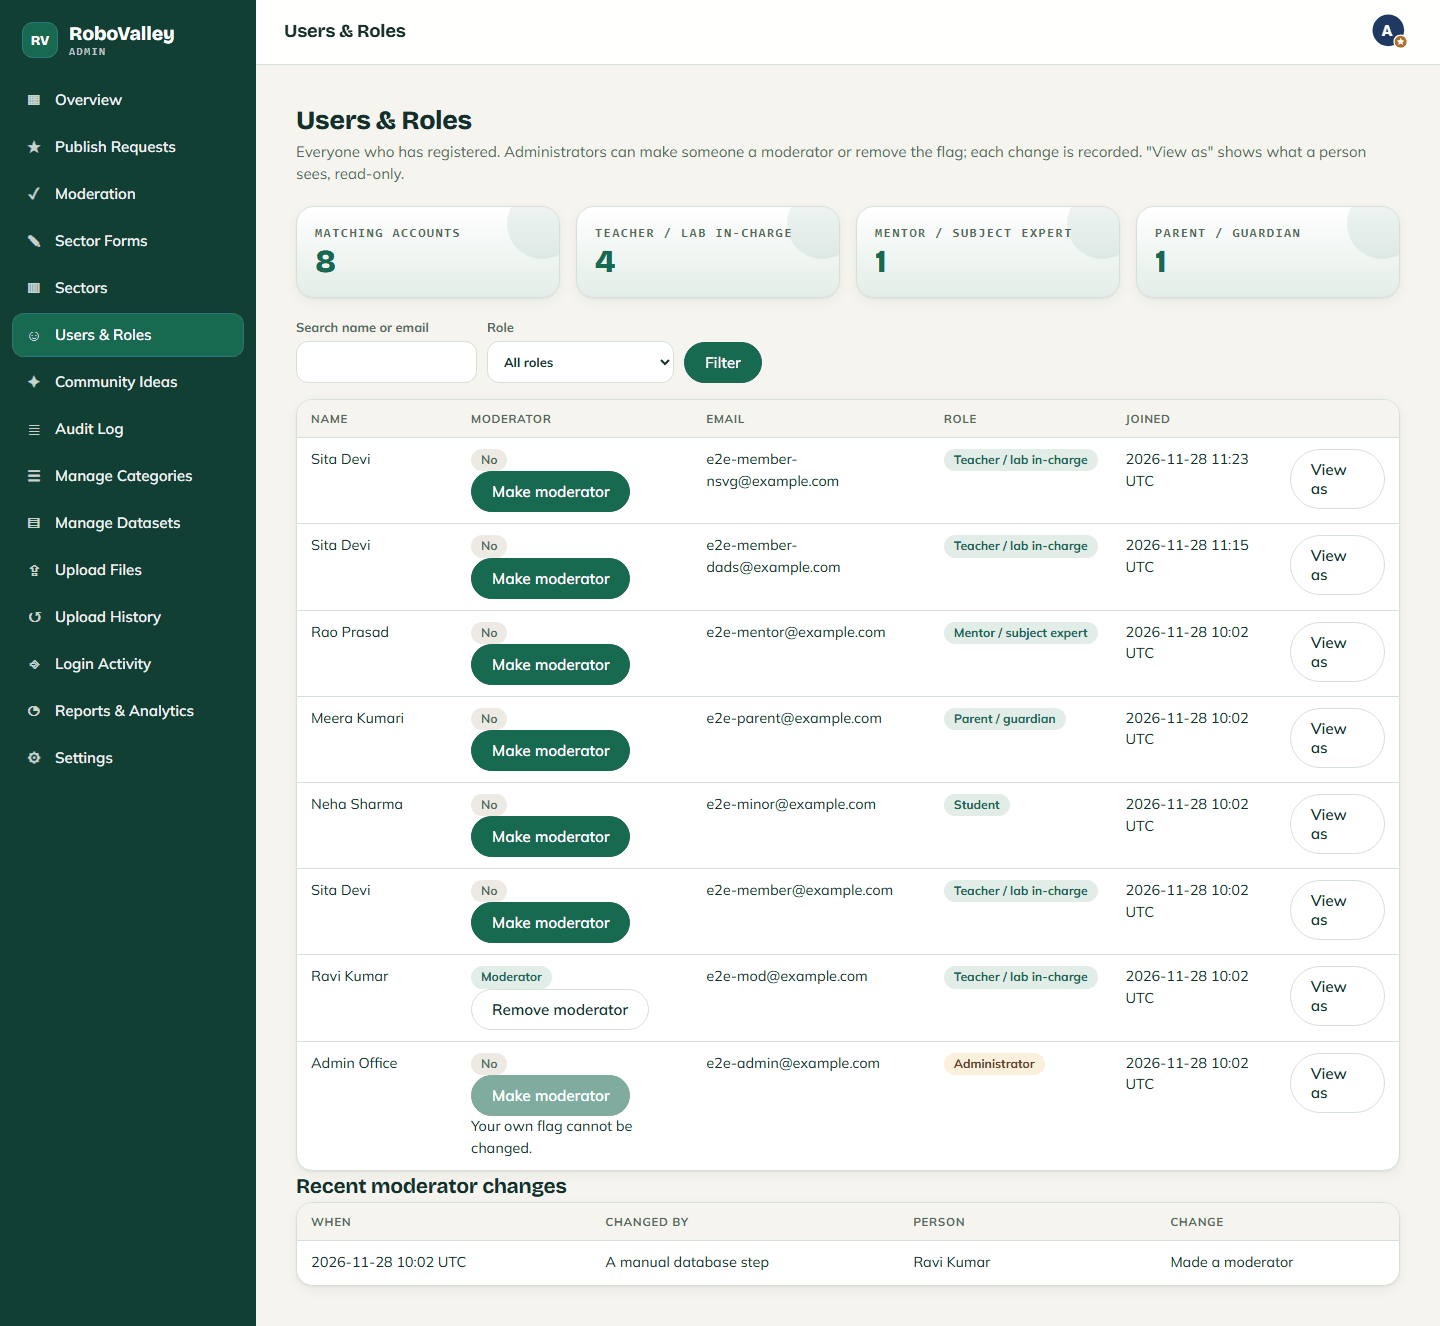 RV
RoboValley
ADMIN
Overview
Publish Requests
Moderation
Sector Forms
Sectors
Users & Roles
Community Ideas
Audit Log
Manage Categories
Manage Datasets
Upload Files
Upload History
Login Activity
Reports & Analytics
Settings
Users & Roles
A
Users & Roles
Everyone who has registered. Administrators can make someone a moderator or remove the flag; each change is recorded. "View as" shows what a person
sees, read-only.
MATCHING ACCOUNTS
8
TEACHER / LAB IN-CHARGE
4
MENTOR / SUBJECT EXPERT
1
PARENT / GUARDIAN
1
Search name or email
Role
All roles
Filter
NAME MODERATOR EMAIL ROLE JOINED
Sita Devi No e2e-member- Teacher / lab in-charge 2026-11-28 11:23 View
Make moderator nsvg@example.com UTC as
Sita Devi No e2e-member- Teacher / lab in-charge 2026-11-28 11:15 View
Make moderator dads@example.com UTC as
Rao Prasad No e2e-mentor@example.com Mentor / subject expert 2026-11-28 10:02 View
Make moderator UTC as
Meera Kumari No e2e-parent@example.com Parent / guardian 2026-11-28 10:02 View
Make moderator UTC as
Neha Sharma No e2e-minor@example.com Student 2026-11-28 10:02 View
Make moderator UTC as
Sita Devi No e2e-member@example.com Teacher / lab in-charge 2026-11-28 10:02 View
Make moderator UTC as
Ravi Kumar Moderator e2e-mod@example.com Teacher / lab in-charge 2026-11-28 10:02 View
Remove moderator UTC as
Admin Office No e2e-admin@example.com Administrator 2026-11-28 10:02 View
Make moderator UTC as
Your own flag cannot be
changed.
Recent moderator changes
WHEN CHANGED BY PERSON CHANGE
2026-11-28 10:02 UTC A manual database step Ravi Kumar Made a moderator